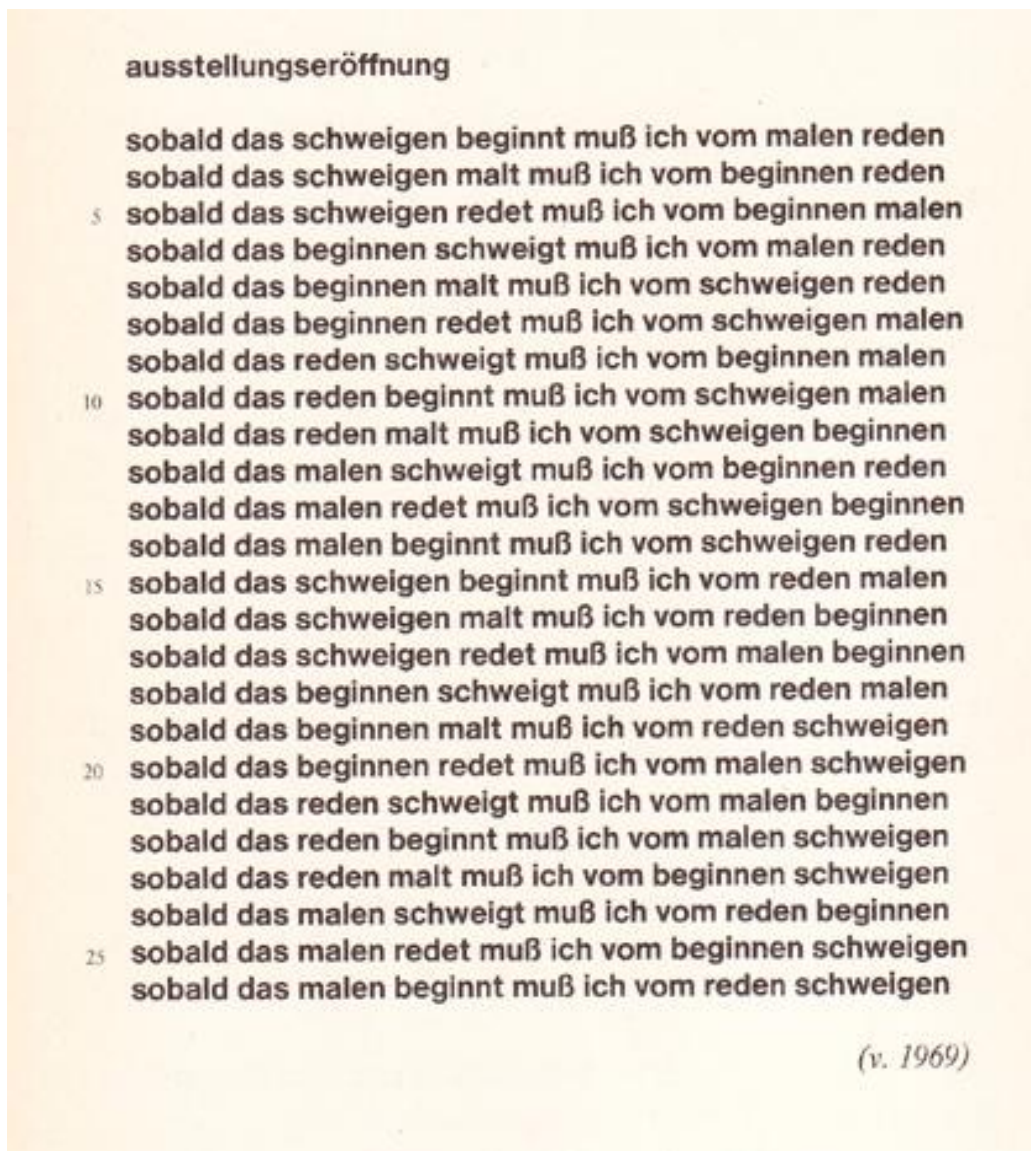 ausstellungseröffnung
sobald das schweigen beginnt muß ich vom malen reden
sobald das schweigen malt muß ich vom beginnen reden
5 sobald das schweigen redet muß ich vom beginnen malen
sobald das beginnen schweigt muß ich vom malen reden
sobald das beginnen malt muß ich vom schweigen reden
sobald das beginnen redet muß ich vom schweigen malen
sobald das reden schweigt muß ich vom beginnen malen
10 sobald das reden beginnt muß ich vom schweigen malen
sobald das reden malt muß ich vom schweigen beginnen
sobald das malen schweigt muß ich vom beginnen reden
sobald das malen redet muß ich vom schweigen beginnen
sobald das malen beginnt muß ich vom schweigen reden
15 sobald das schweigen beginnt muß ich vom reden malen
sobald das schweigen malt muß ich vom reden beginnen
sobald das schweigen redet muß ich vom malen beginnen
sobald das beginnen schweigt muß ich vom reden malen
sobald das beginnen malt muß ich vom reden schweigen
20 sobald das beginnen redet muß ich vom malen schweigen
sobald das reden schweigt muß ich vom malen beginnen
sobald das reden beginnt muß ich vom malen schweigen
sobald das reden malt muß ich vom beginnen schweigen
sobald das malen schweigt muß ich vom reden beginnen
25 sobald das malen redet muß ich vom beginnen schweigen
sobald das malen beginnt muß ich vom reden schweigen
(v. 1969)